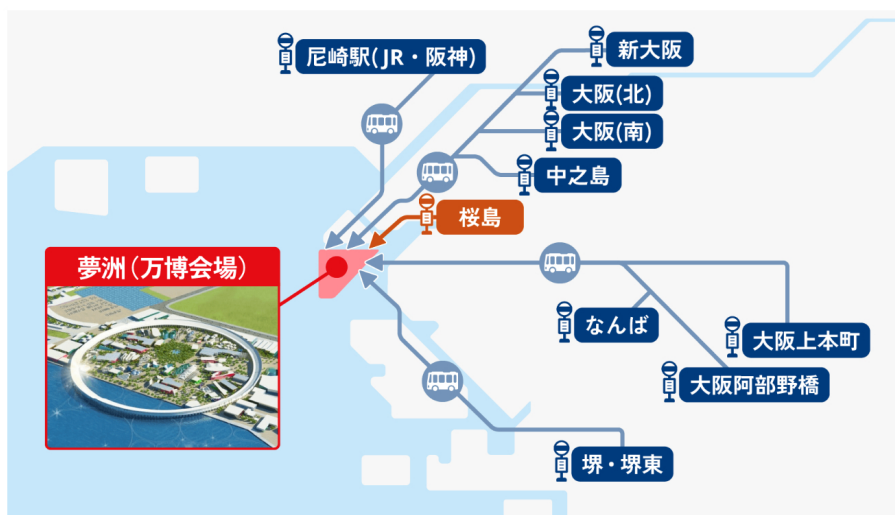 尼崎駅(JR・阪神)
新大阪
大阪(北)
大阪(南)
中之島
桜島
夢洲(万博会場)
なんば
大阪上本町
大阪阿部野橋
堺・堺東